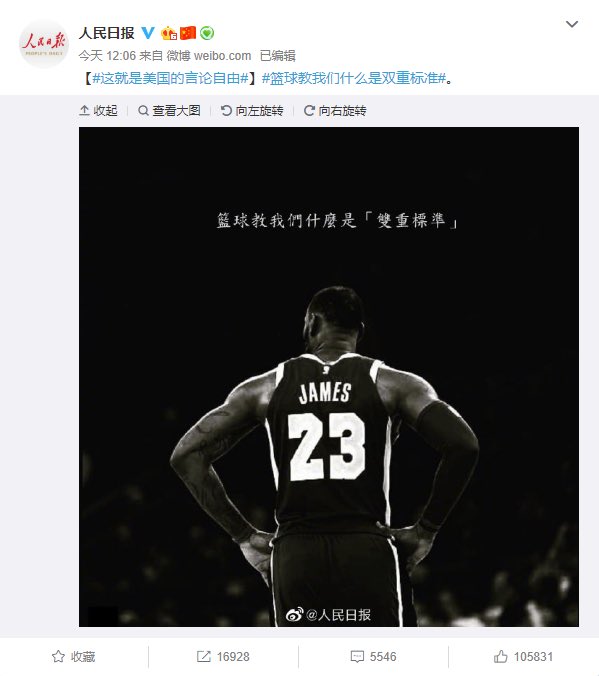 人民日报
人民日报
PEOPLE'S DAILY
今天 12:06 来自 微博 weibo.com 已编辑
【#这就是美国的言论自由#】#篮球教我们什么是双重标准#。
收起 查看大图 向左旋转 向右旋转
籃球教我們什麼是「雙重標準」
JAMES
23
@人民日报
收藏 16928 5546 105831